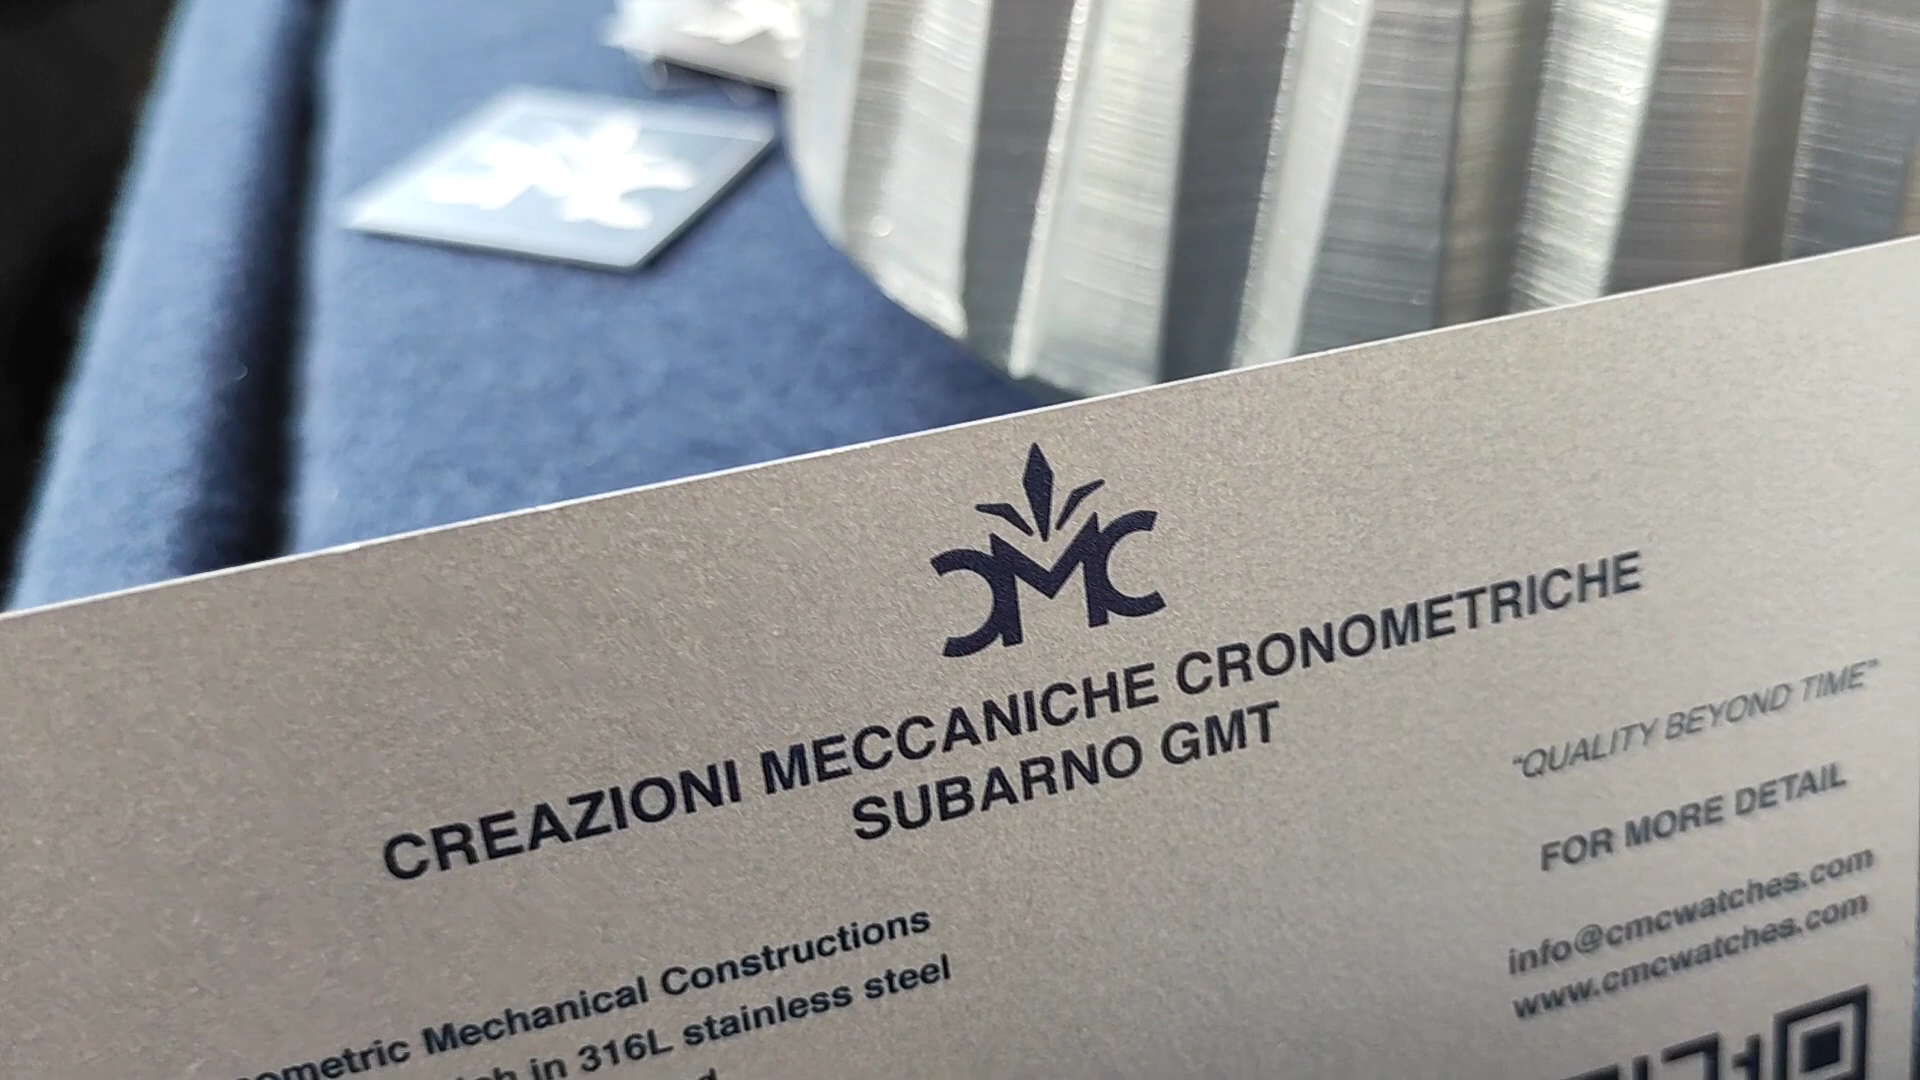 CMC
CREAZIONI MECCANICHE CRONOMETRICHE
SUBARNO GMT
"QUALITY BEYOND TIME"
FOR MORE DETAIL
info@cmcwatches.com
www.cmcwatches.com
Mechanical Constructions
in 316L stainless steel